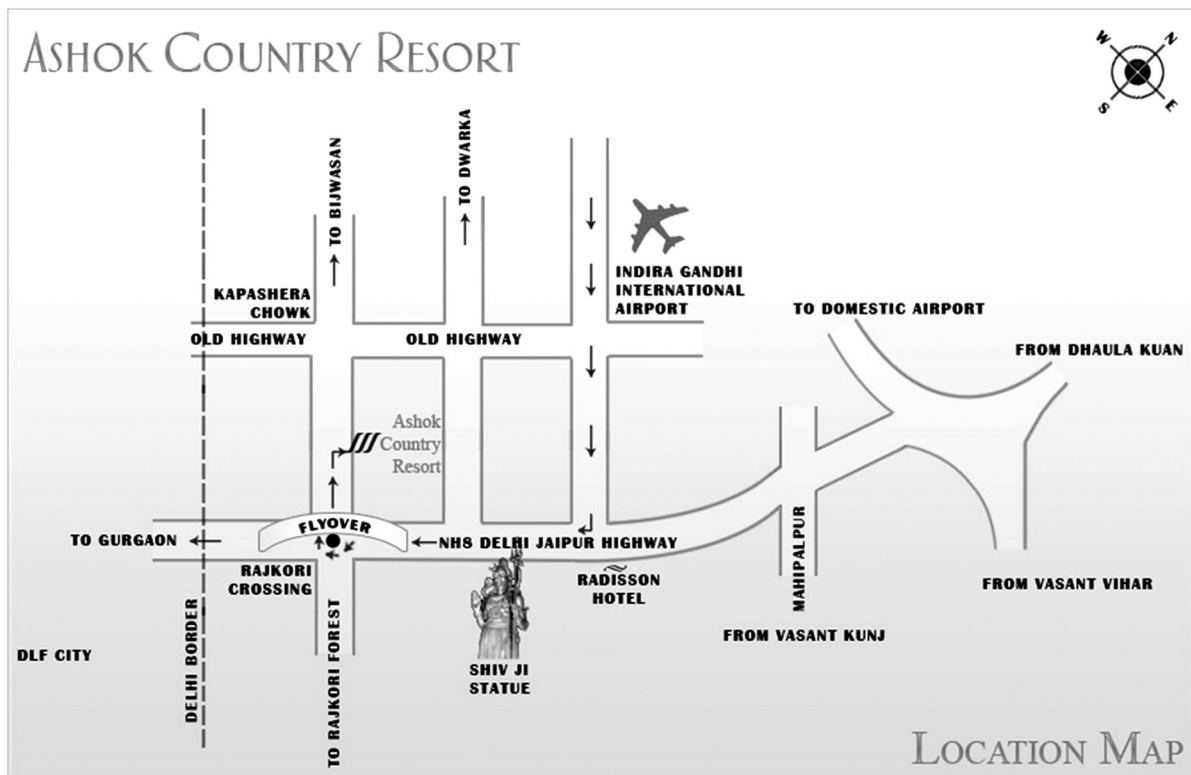 ASHOK COUNTRY RESORT
W
N
S
E
TO BIJWASAN
TO DWARKA
KAPASHERA
CHOWK
INDIRA GANDHI
INTERNATIONAL
AIRPORT
TO DOMESTIC AIRPORT
OLD HIGHWAY
OLD HIGHWAY
FROM DHAULA KUAN
Ashok
Country
Resort
FLYOVER
TO GURGAON
NH8 DELHI JAIPUR HIGHWAY
RAJKORI
CROSSING
RADISSON
HOTEL
MAHIPALPUR
FROM VASANT VIHAR
FROM VASANT KUNJ
DLF CITY
DELHI BORDER
TO RAJKORI FOREST
SHIV JI
STATUE
LOCATION MAP